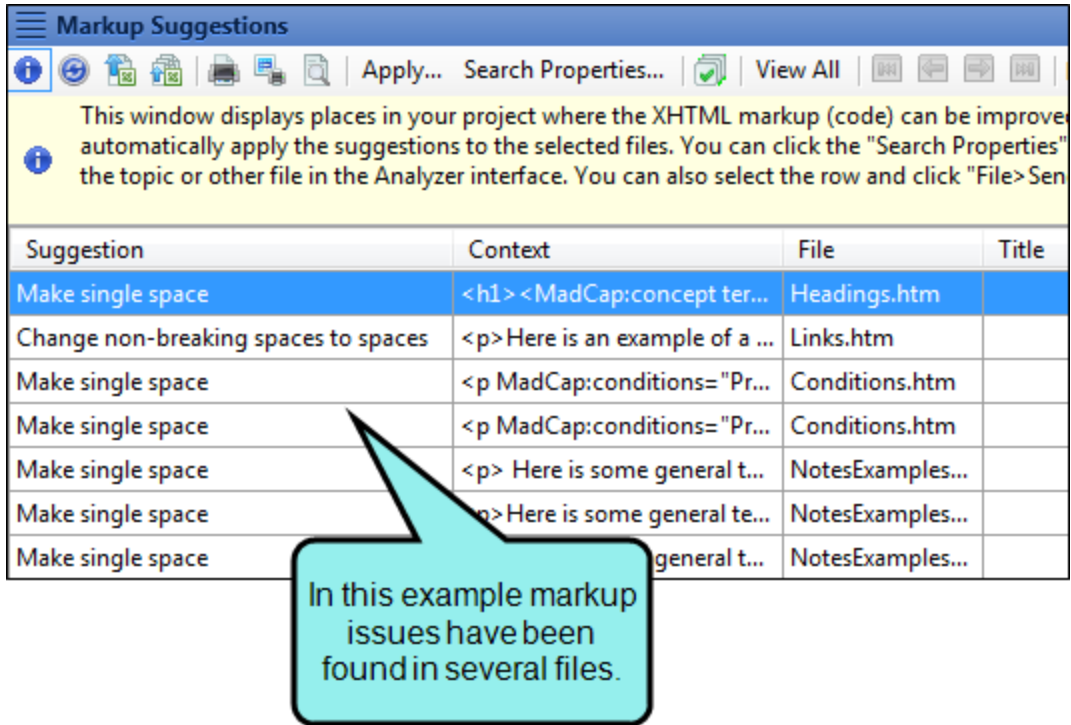 Markup Suggestions
Apply... Search Properties... View All
This window displays places in your project where the XHTML markup (code) can be improve
automatically apply the suggestions to the selected files. You can click the "Search Properties"
the topic or other file in the Analyzer interface. You can also select the row and click "File>Sen
Suggestion Context File Title
Make single space <h1><MadCap:concept ter... Headings.htm
Change non-breaking spaces to spaces <p>Here is an example of a ... Links.htm
Make single space <p MadCap:conditions="Pr... Conditions.htm
Make single space <p MadCap:conditions="Pr... Conditions.htm
Make single space <p> Here is some general t... NotesExamples...
Make single space p>Here is some general te... NotesExamples...
Make single space general t... NotesExamples...
In this example markup
issues have been
found in several files.